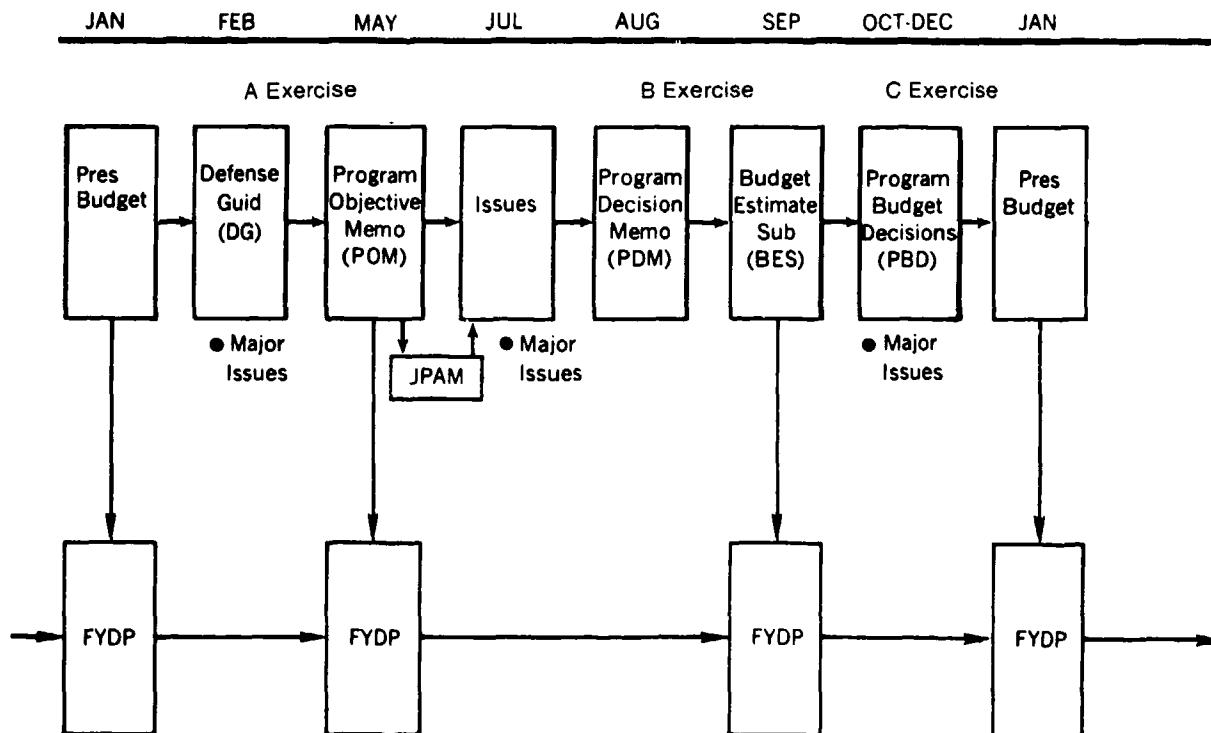 JAN FEB MAY JUL AUG SEP OCT-DEC JAN
A Exercise B Exercise C Exercise
Pres
Budget
Defense
Guid
(DG)
Program
Objective
Memo
(POM)
Issues
Program
Decision
Memo
(PDM)
Budget
Estimate
Sub
(BES)
Program
Budget
Decisions
(PBD)
Pres
Budget
● Major
Issues
JPAM
● Major
Issues
● Major
Issues
FYDP FYDP FYDP FYDP